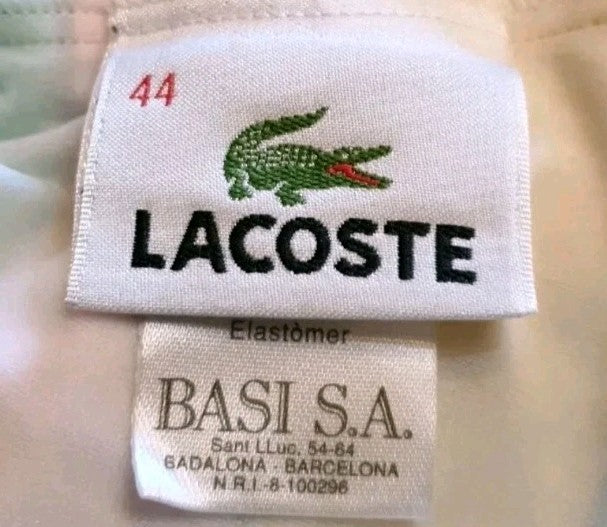 44
LACOSTE
Elastòmer
BASI S.A.
Sant LLuc, 54-64
BADALONA - BARCELONA
N R.I.-8-100296